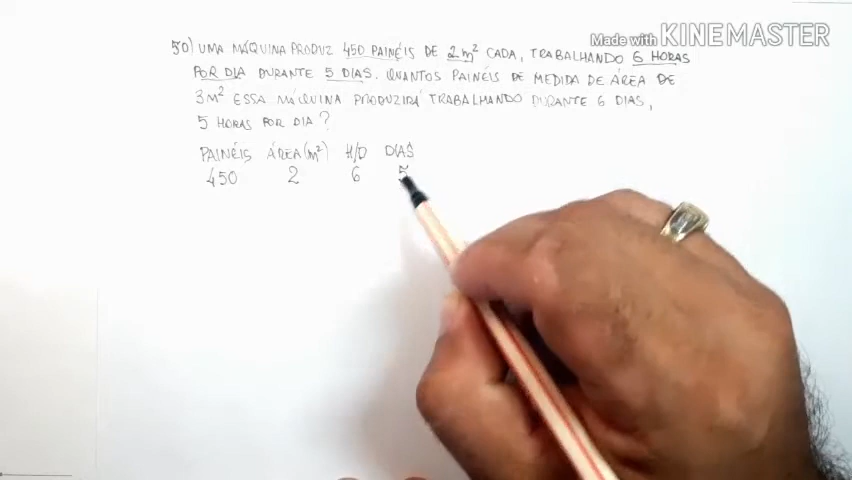 Made with KINEMASTER
50) UMA MÁQUINA PRODUZ 450 PAINÉIS DE 2m² CADA, TRABALHANDO 6 HORAS
POR DIA DURANTE 5 DIAS. QUANTOS PAINÉIS DE MEDIDA DE ÁREA DE
3m² ESSA MÁQUINA PRODUZIRÁ TRABALHANDO DURANTE 6 DIAS,
5 HORAS POR DIA?
PAINÉIS ÁREA(m²) H/D DIAS
450 2 6 5